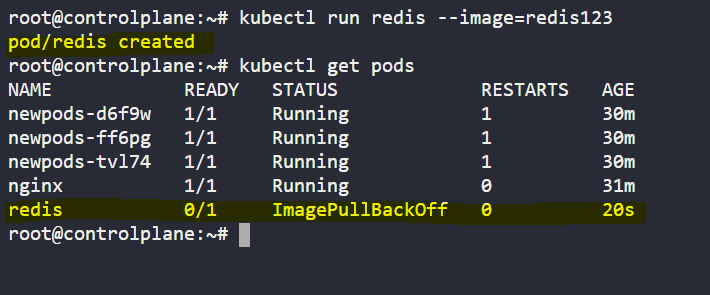 root@controlplane:~# kubectl run redis --image=redis123
pod/redis created
root@controlplane:~# kubectl get pods
NAME             READY   STATUS             RESTARTS   AGE
newpods-d6f9w    1/1     Running            1          30m
newpods-ff6pg    1/1     Running            1          30m
newpods-tvl74    1/1     Running            1          30m
nginx            1/1     Running            0          31m
redis            0/1     ImagePullBackOff   0          20s
root@controlplane:~#